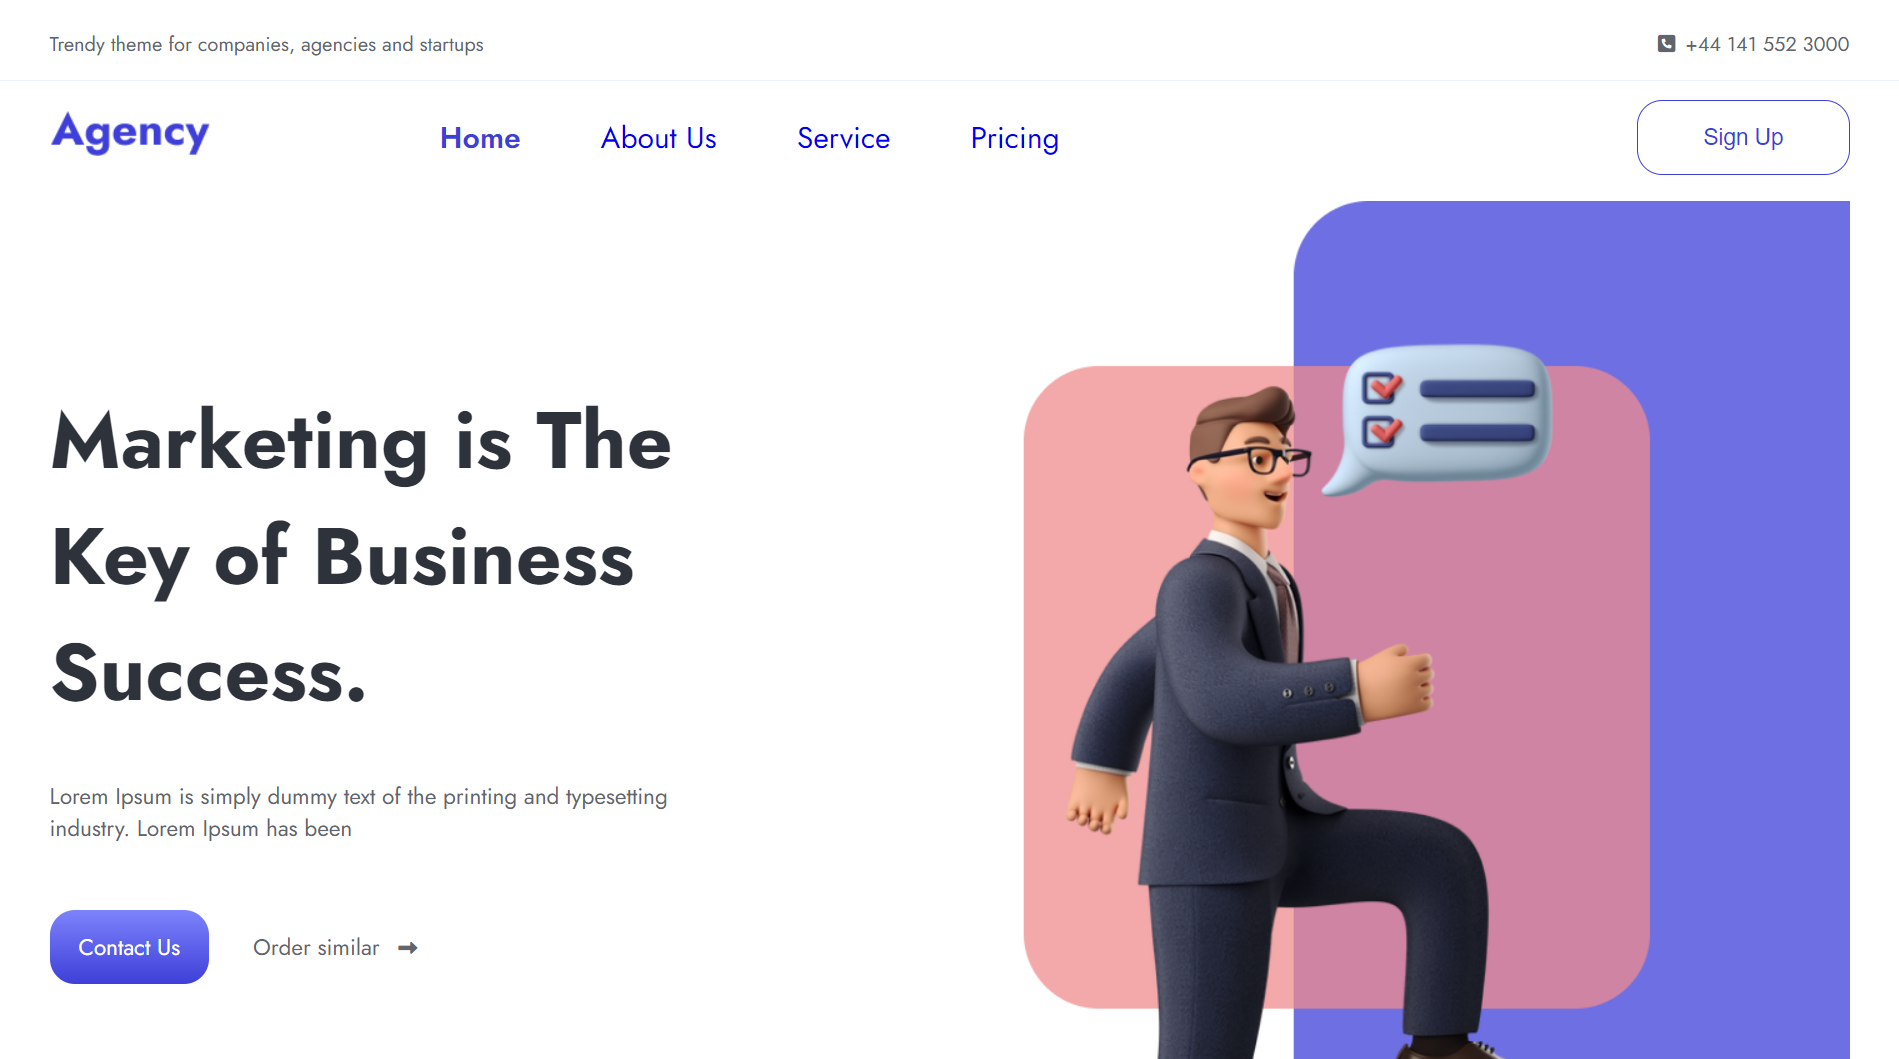 Trendy theme for companies, agencies and startups
+44 141 552 3000
Agency
Home
About Us
Service
Pricing
Sign Up
Marketing is The
Key of Business
Success.
Lorem Ipsum is simply dummy text of the printing and typesetting
industry. Lorem Ipsum has been
Contact Us
Order similar